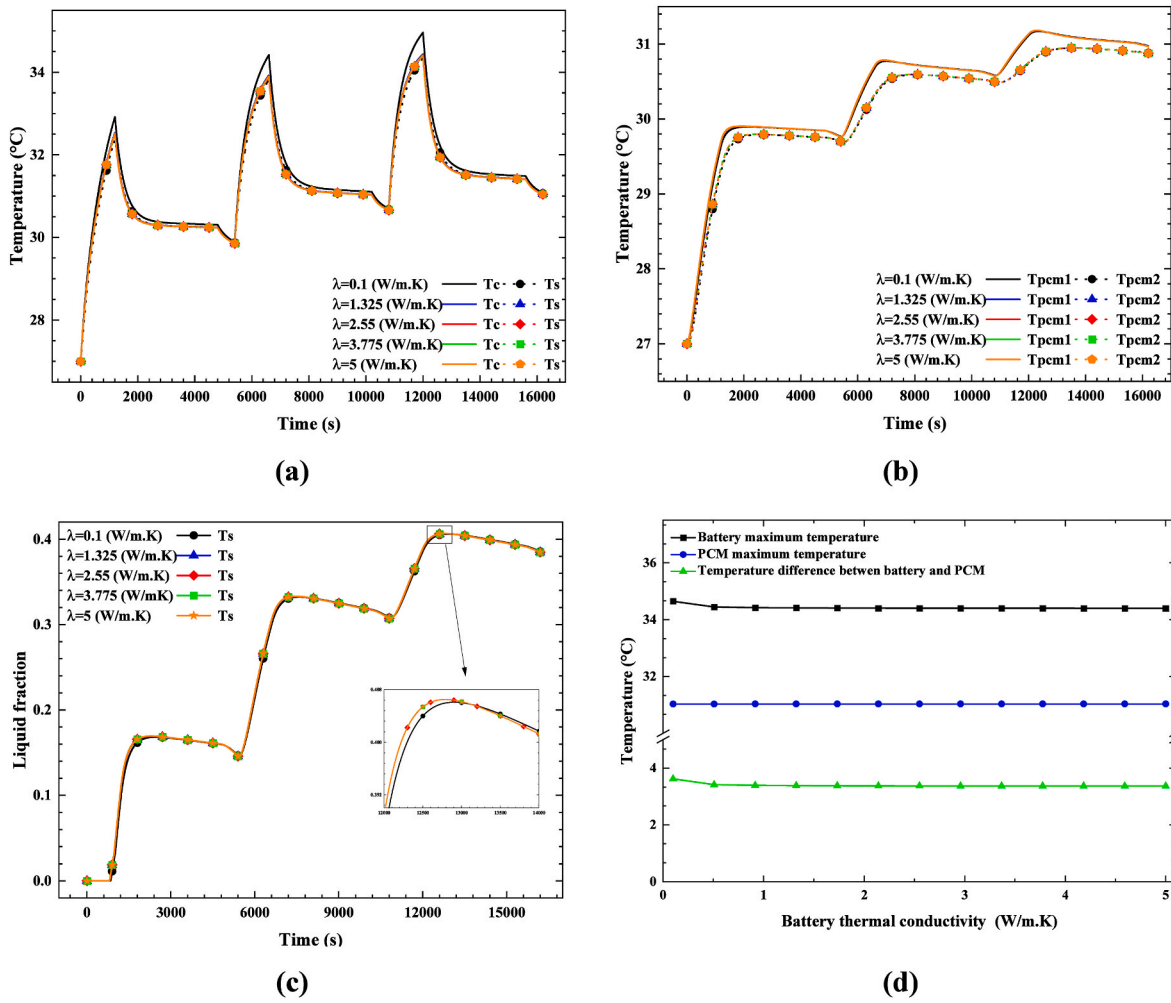 34
32
30
28
Temperature (°C)
λ=0.1 (W/m.K) Tc Ts
λ=1.325 (W/m.K) Tc Ts
λ=2.55 (W/m.K) Tc Ts
λ=3.775 (W/m.K) Tc Ts
λ=5 (W/m.K) Tc Ts
0 2000 4000 6000 8000 10000 12000 14000 16000
Time (s)
(a)
31
30
29
28
27
Temperature (°C)
λ=0.1 (W/m.K) Tpcm1 Tpcm2
λ=1.325 (W/m.K) Tpcm1 Tpcm2
λ=2.55 (W/m.K) Tpcm1 Tpcm2
λ=3.775 (W/m.K) Tpcm1 Tpcm2
λ=5 (W/m.K) Tpcm1 Tpcm2
0 2000 4000 6000 8000 10000 12000 14000 16000
Time (s)
(b)
0.4
0.3
0.2
0.1
0.0
Liquid fraction
λ=0.1 (W/m.K) Ts
λ=1.325 (W/m.K) Ts
λ=2.55 (W/m.K) Ts
λ=3.775 (W/mK) Ts
λ=5 (W/m.K) Ts
12000 12500 13000 13500 14000
0 3000 6000 9000 12000 15000
Time (s)
(c)
36
34
32
4
2
0
Temperature (°C)
Battery maximum temperature
PCM maximum temperature
Temperature difference betwen battery and PCM
0 1 2 3 4 5
Battery thermal conductivity (W/m.K)
(d)